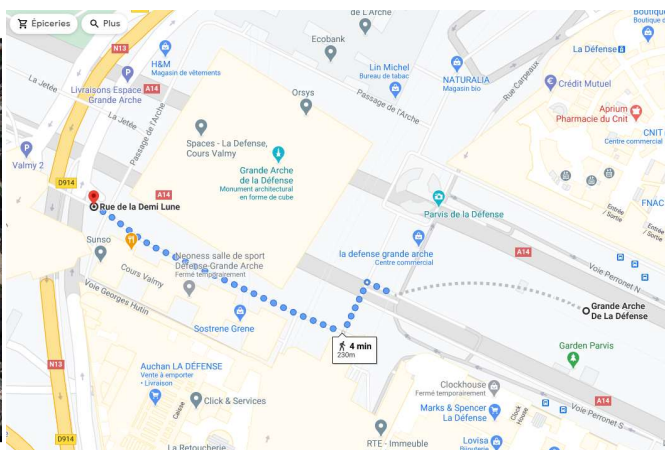 Épiceries
Plus
de L'Arche
Ecobank
N13
H&M
Magasin de vêtements
Lin Michel
Bureau de tabac
NATURALIA
Magasin bio
La Défense
Crédit Mutuel
Rue Carpeaux
La Jetée
Livraisons Espace
Grande Arche
A14
La Jetée
Passage de l'Arche
Orsys
Passage de l'Arche
Aprium
Pharmacie du Cnit
CNIT
Centre commercial
Valmy 2
Spaces - La Defense,
Cours Valmy
Grande Arche
de la Défense
Monument architectural
en forme de cube
D914
A14
Rue de la Demi Lune
Parvis de la Défense
FNAC
Entrée
/ Sortie
Entrée
/ Sortie
Sunso
Neoness salle de sport
Défense Grande Arche
Fermé temporairement
la defense grande arche
Centre commercial
A14
Voie Perronet N
Cours Valmy
Voie Georges Hutin
Sostrene Grene
Grande Arche
De La Défense
4 min
230m
Garden Parvis
N13
Auchan LA DÉFENSE
Vente à emporter
• Livraison
Click & Services
Caisse
Clockhouse
Fermé temporairement
Marks & Spencer
La Défense
Clock
House
A14
Voie Perronet S
D914
La Retoucherie
RTE - Immeuble
Lovisa
Bijouterie